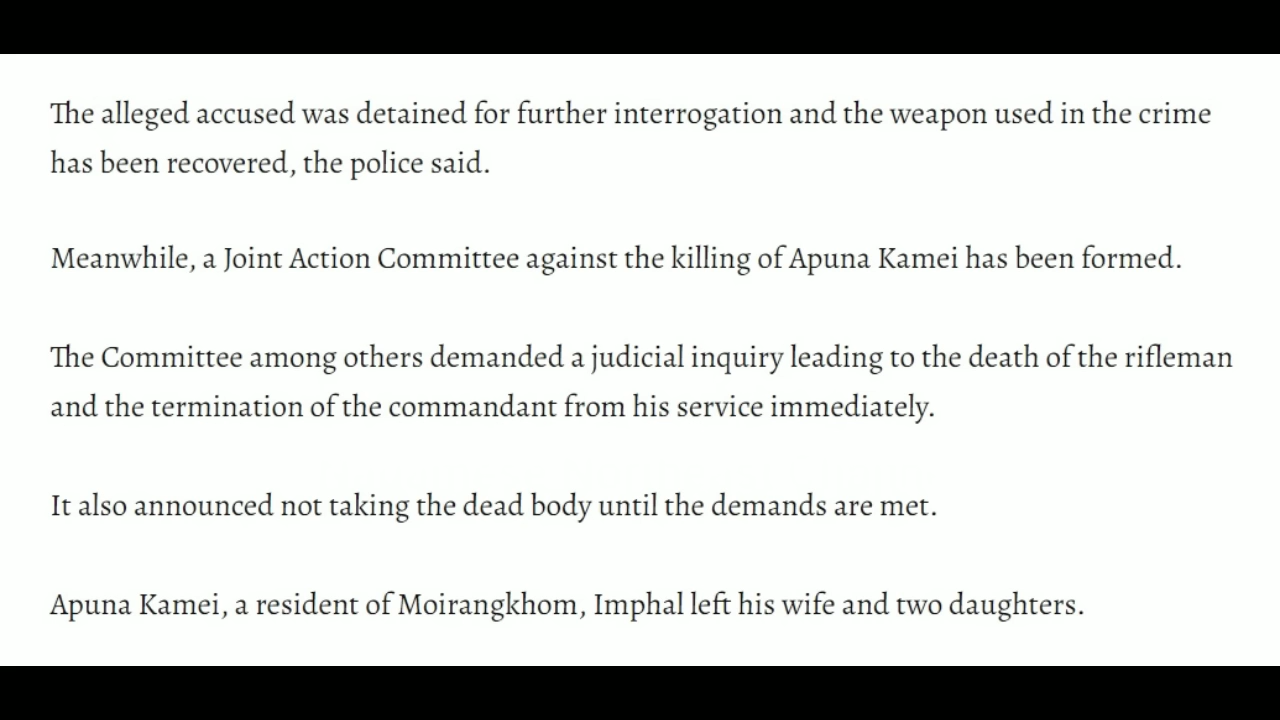 The alleged accused was detained for further interrogation and the weapon used in the crime
has been recovered, the police said.
Meanwhile, a Joint Action Committee against the killing of Apuna Kamei has been formed.
The Committee among others demanded a judicial inquiry leading to the death of the rifleman
and the termination of the commandant from his service immediately.
It also announced not taking the dead body until the demands are met.
Apuna Kamei, a resident of Moirangkhom, Imphal left his wife and two daughters.